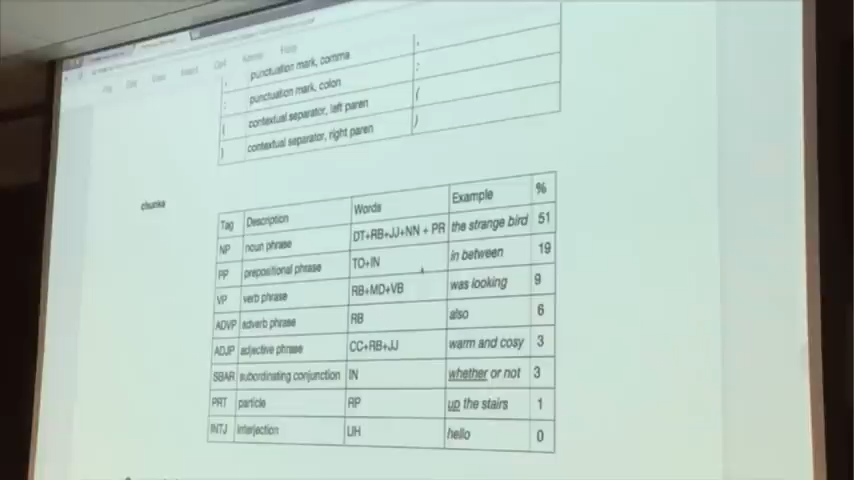 , punctuation mark, comma ,
: punctuation mark, colon :
( contextual separator, left paren (
) contextual separator, right paren )
chunks
Tag Description Words Example %
NP noun phrase DT+RB+JJ+NN + PR the strange bird 51
PP prepositional phrase TO+IN in between 19
VP verb phrase RB+MD+VB was looking 9
ADVP adverb phrase RB also 6
ADJP adjective phrase CC+RB+JJ warm and cosy 3
SBAR subordinating conjunction IN whether or not 3
PRT particle RP up the stairs 1
INTJ interjection UH hello 0